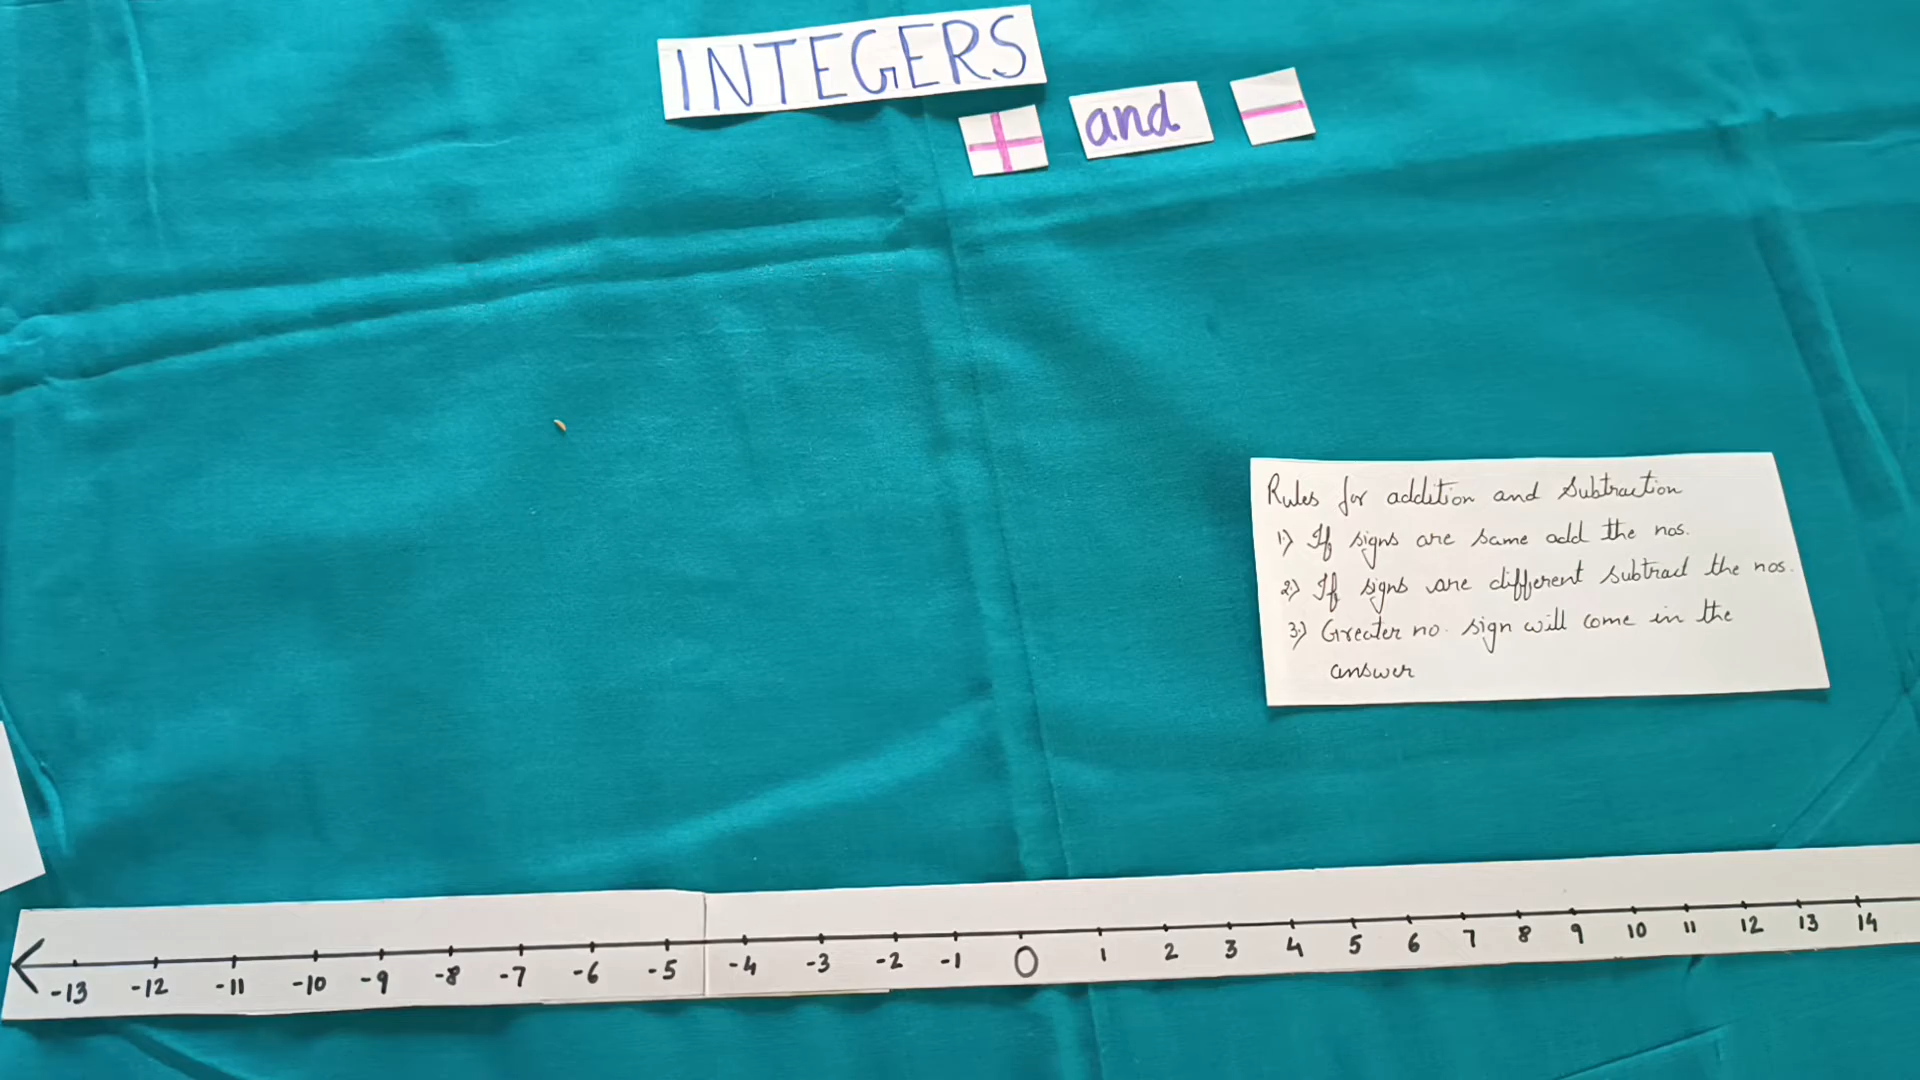 INTEGERS
+ and -
Rules for addition and Subtraction
1) If signs are same add the nos.
2) If signs are different subtract the nos.
3) Greater no. sign will come in the
answer
-13 -12 -11 -10 -9 -8 -7 -6 -5 -4 -3 -2 -1 0 1 2 3 4 5 6 7 8 9 10 11 12 13 14